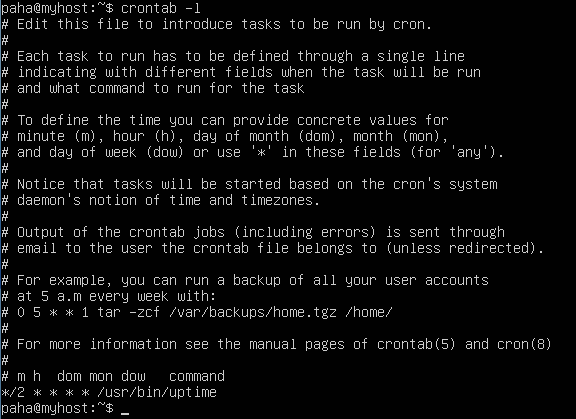 paha@myhost:~$ crontab -l
# Edit this file to introduce tasks to be run by cron.
#
# Each task to run has to be defined through a single line
# indicating with different fields when the task will be run
# and what command to run for the task
#
# To define the time you can provide concrete values for
# minute (m), hour (h), day of month (dom), month (mon),
# and day of week (dow) or use '*' in these fields (for 'any').
#
# Notice that tasks will be started based on the cron's system
# daemon's notion of time and timezones.
#
# Output of the crontab jobs (including errors) is sent through
# email to the user the crontab file belongs to (unless redirected).
#
# For example, you can run a backup of all your user accounts
# at 5 a.m every week with:
# 0 5 * * 1 tar -zcf /var/backups/home.tgz /home/
#
# For more information see the manual pages of crontab(5) and cron(8)
#
# m h  dom mon dow   command
*/2 * * * * /usr/bin/uptime
paha@myhost:~$ _